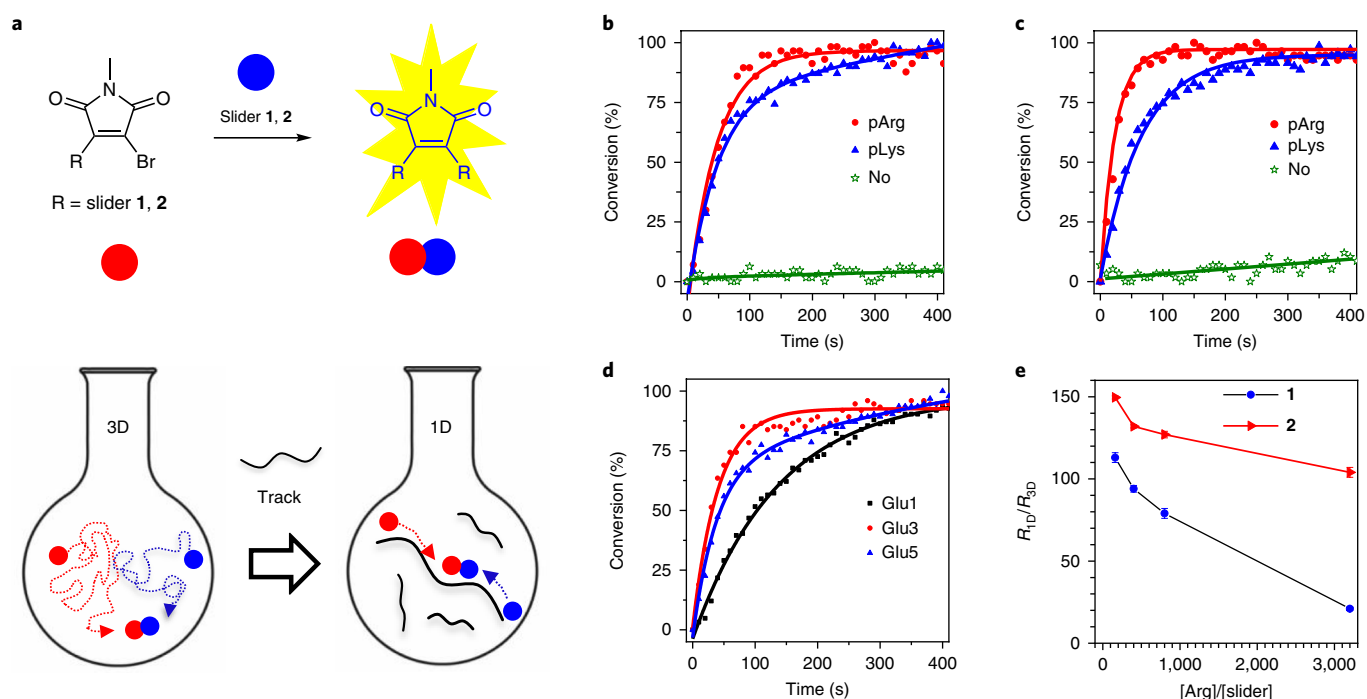 a
N
O
O
R
Br
R = slider 1, 2
Slider 1, 2
N
O
O
R
R
3D
Track
1D
b
Conversion (%)
100
75
50
25
0
pArg
pLys
No
0 100 200 300 400
Time (s)
c
Conversion (%)
100
75
50
25
0
pArg
pLys
No
0 100 200 300 400
Time (s)
d
Conversion (%)
100
75
50
25
0
Glu1
Glu3
Glu5
0 100 200 300 400
Time (s)
e
R1D/R3D
150
100
50
0
1
2
0 1,000 2,000 3,000
[Arg]/[slider]